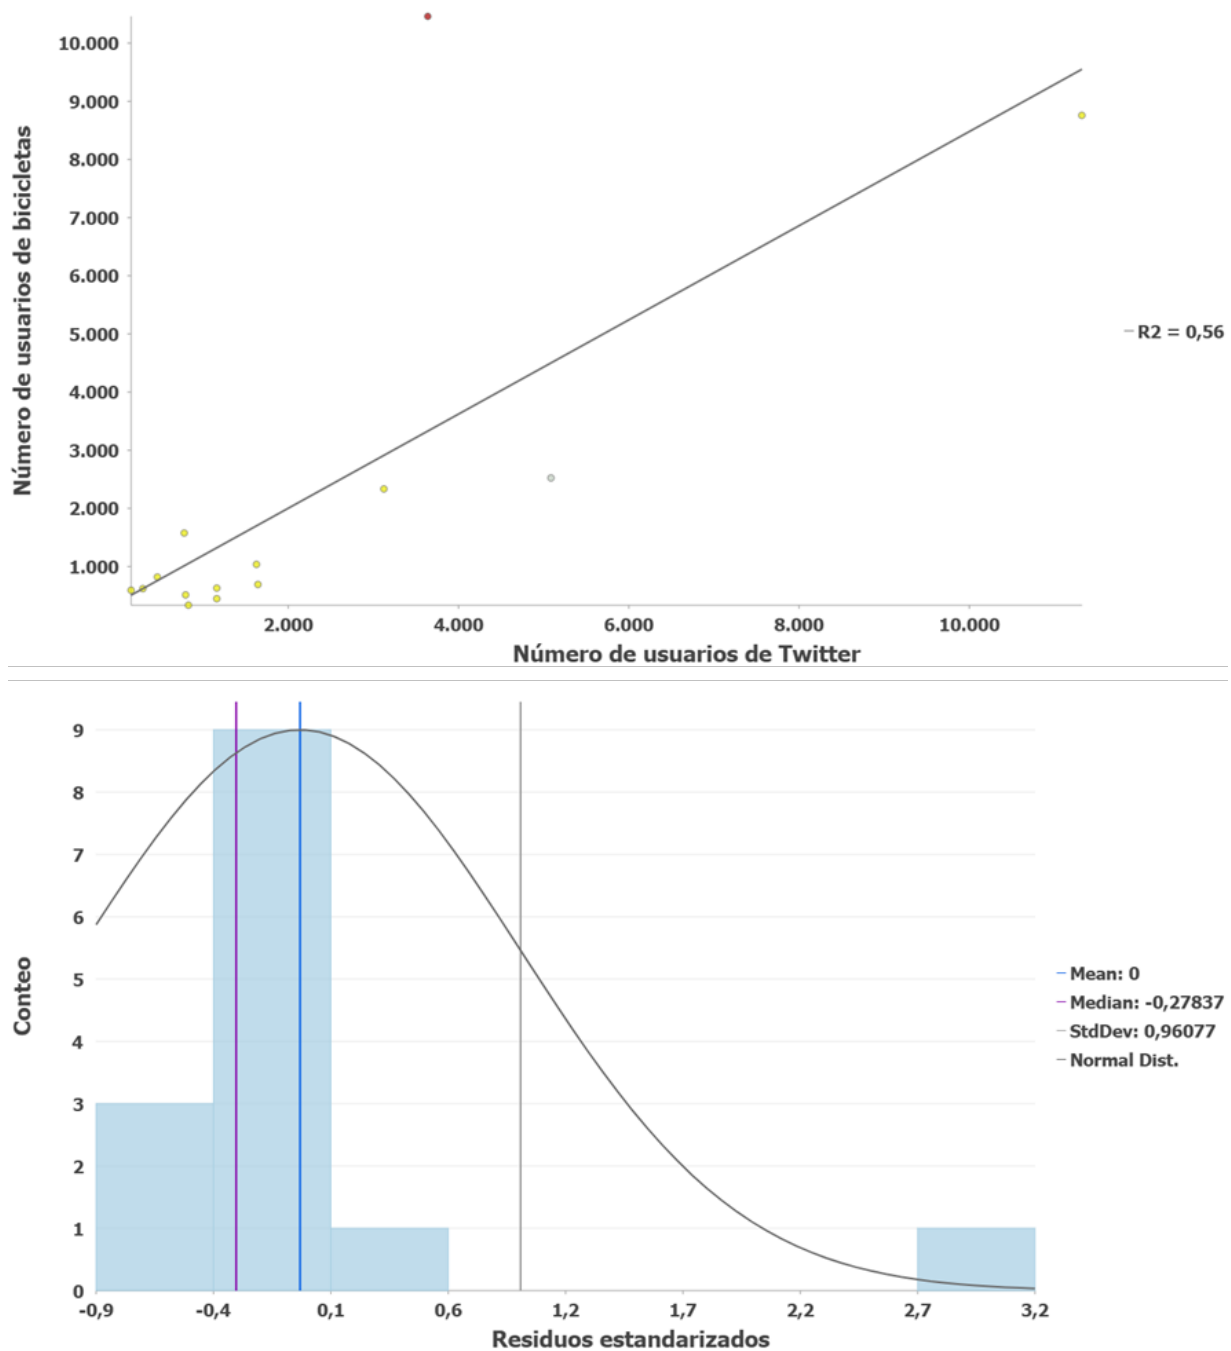 Número de usuarios de bicicletas
10.000
9.000
8.000
7.000
6.000
5.000
4.000
3.000
2.000
1.000
2.000 4.000 6.000 8.000 10.000
Número de usuarios de Twitter
R2 = 0,56
Conteo
9
8
7
6
5
4
3
2
1
0
-0,9 -0,4 0,1 0,6 1,2 1,7 2,2 2,7 3,2
Residuos estandarizados
Mean: 0
Median: -0,27837
StdDev: 0,96077
Normal Dist.